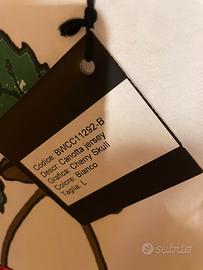 Codice: BWCC11292-B
Descr: Canotta jersey
Grafica: Cherry Skull
Colore: Bianco
Taglia: L
subito